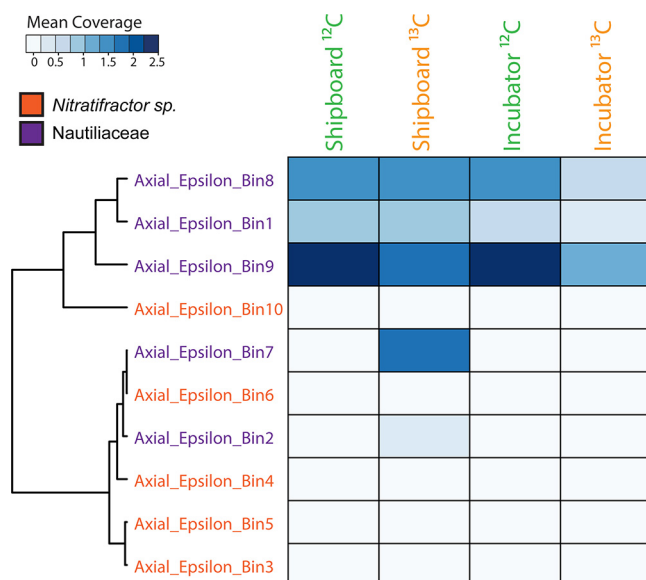 Mean Coverage
0 0.5 1 1.5 2 2.5
Nitratifractor sp.
Nautiliaceae
Shipboard ¹²C
Shipboard ¹³C
Incubator ¹²C
Incubator ¹³C
Axial_Epsilon_Bin8
Axial_Epsilon_Bin1
Axial_Epsilon_Bin9
Axial_Epsilon_Bin10
Axial_Epsilon_Bin7
Axial_Epsilon_Bin6
Axial_Epsilon_Bin2
Axial_Epsilon_Bin4
Axial_Epsilon_Bin5
Axial_Epsilon_Bin3